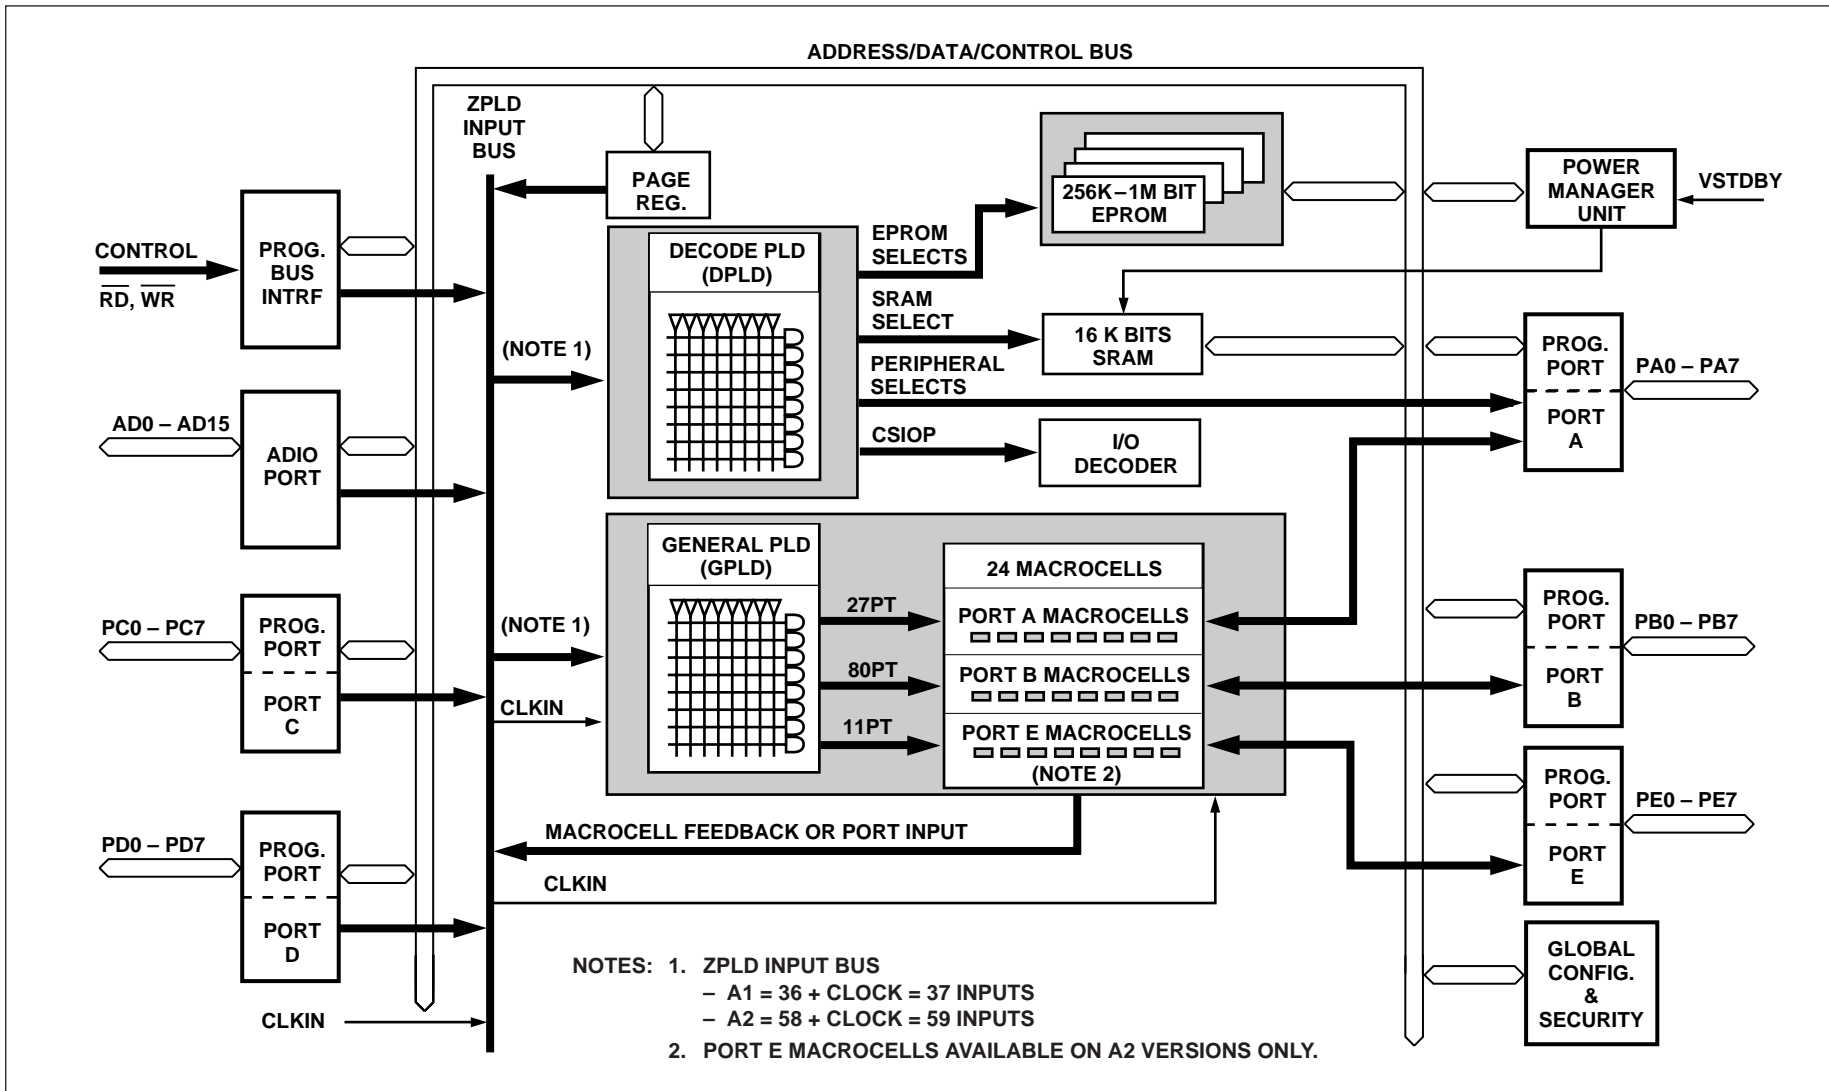 ADDRESS/DATA/CONTROL BUS
ZPLD
INPUT
BUS
PAGE
REG.
256K–1M BIT
EPROM
POWER
MANAGER
UNIT
VSTDBY
CONTROL
RD, WR
PROG.
BUS
INTRF
DECODE PLD
(DPLD)
EPROM
SELECTS
SRAM
SELECT
16 K BITS
SRAM
PERIPHERAL
SELECTS
CSIOP
I/O
DECODER
PROG.
PORT
PORT
A
PA0 – PA7
(NOTE 1)
AD0 – AD15
ADIO
PORT
GENERAL PLD
(GPLD)
24 MACROCELLS
27PT
PORT A MACROCELLS
80PT
PORT B MACROCELLS
11PT
PORT E MACROCELLS
(NOTE 2)
(NOTE 1)
CLKIN
PC0 – PC7
PROG.
PORT
PORT
C
PROG.
PORT
PORT
B
PB0 – PB7
PROG.
PORT
PORT
E
PE0 – PE7
MACROCELL FEEDBACK OR PORT INPUT
CLKIN
PD0 – PD7
PROG.
PORT
PORT
D
CLKIN
GLOBAL
CONFIG.
&
SECURITY
NOTES: 1. ZPLD INPUT BUS
– A1 = 36 + CLOCK = 37 INPUTS
– A2 = 58 + CLOCK = 59 INPUTS
2. PORT E MACROCELLS AVAILABLE ON A2 VERSIONS ONLY.